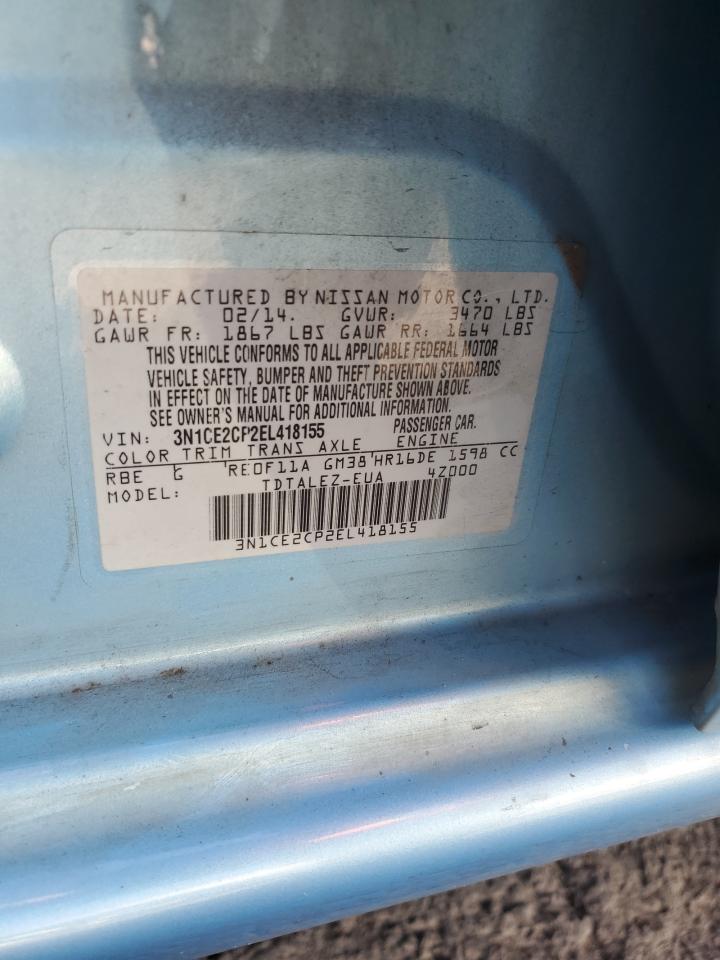 MANUFACTURED BY NISSAN MOTOR CO., LTD.
DATE: 02/14. GVWR: 3470 LBS
GAWR FR: 1867 LBS GAWR RR: 1664 LBS
THIS VEHICLE CONFORMS TO ALL APPLICABLE FEDERAL MOTOR
VEHICLE SAFETY, BUMPER AND THEFT PREVENTION STANDARDS
IN EFFECT ON THE DATE OF MANUFACTURE SHOWN ABOVE.
SEE OWNER'S MANUAL FOR ADDITIONAL INFORMATION.
VIN: 3N1CE2CP2EL418155 PASSENGER CAR.
COLOR TRIM TRANS AXLE ENGINE
RBE G RE0F11A GM38 HR16DE 1598 CC
MODEL: TDTALEZ-EUA 4Z000
3N1CE2CP2EL418155